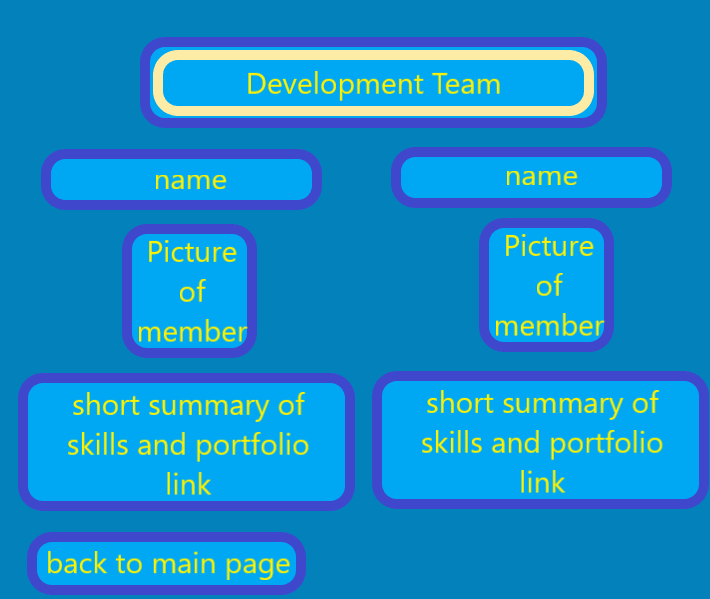 Development Team
name
name
Picture
of
member
Picture
of
member
short summary of
skills and portfolio
link
short summary of
skills and portfolio
link
back to main page